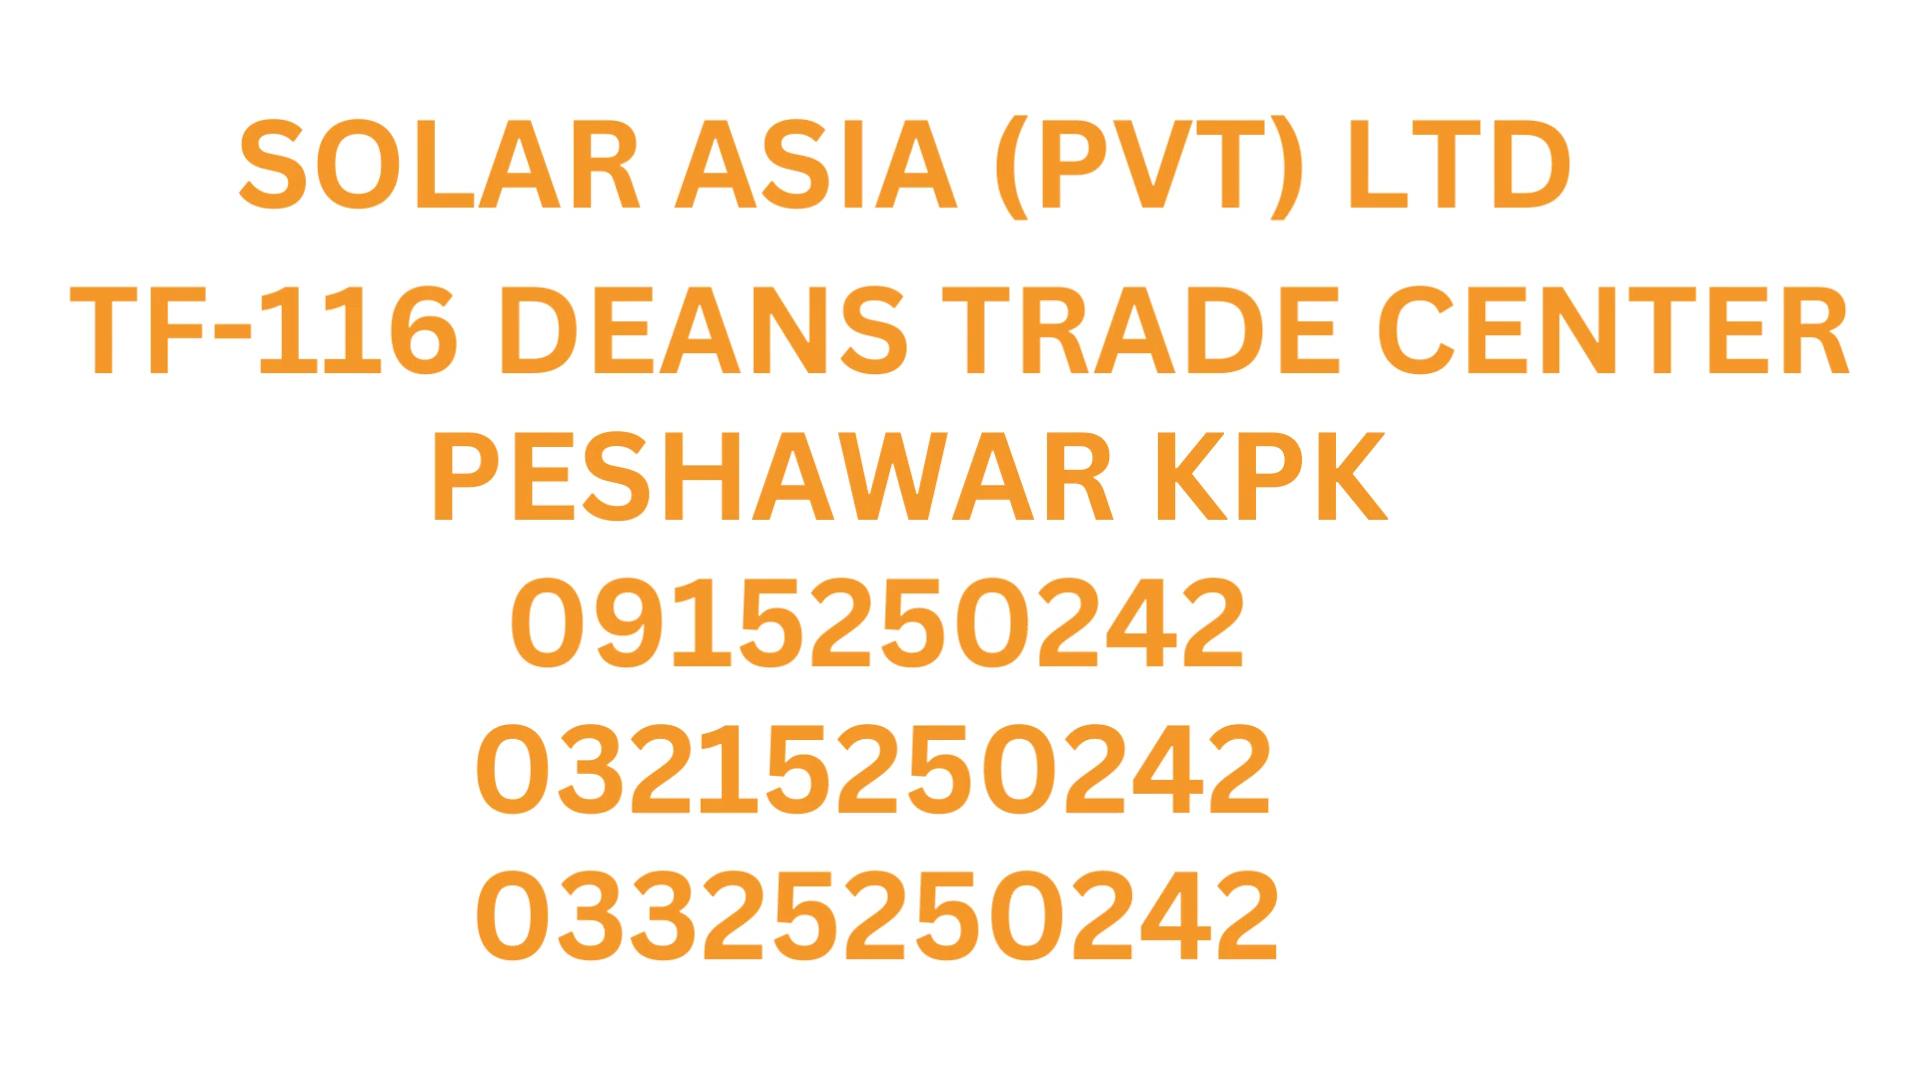 SOLAR ASIA (PVT) LTD
TF-116 DEANS TRADE CENTER
PESHAWAR KPK
0915250242
03215250242
03325250242